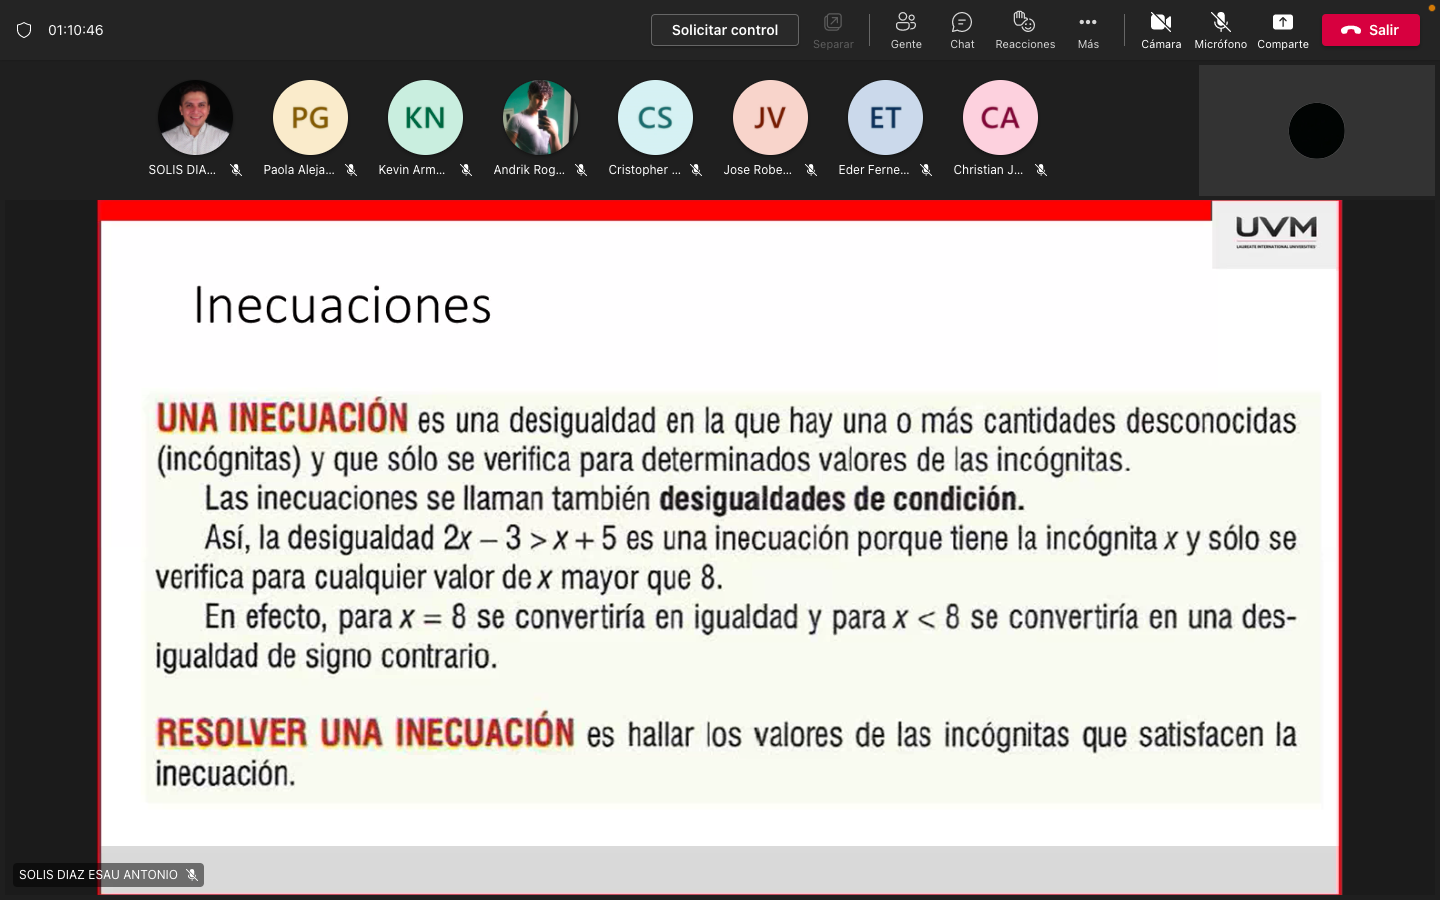 01:10:46
Solicitar control
Separar
Gente
Chat
Reacciones
Más
Cámara
Micrófono
Comparte
Salir
PG
KN
CS
JV
ET
CA
SOLIS DIA...
Paola Aleja...
Kevin Arm...
Andrik Rog...
Cristopher ...
Jose Robe...
Eder Ferne...
Christian J...
UVM
LAUREATE INTERNATIONAL UNIVERSITIES
Inecuaciones
UNA INECUACIÓN es una desigualdad en la que hay una o más cantidades desconocidas
(incógnitas) y que sólo se verifica para determinados valores de las incógnitas.
Las inecuaciones se llaman también desigualdades de condición.
Así, la desigualdad 2x – 3 > x + 5 es una inecuación porque tiene la incógnita x y sólo se
verifica para cualquier valor de x mayor que 8.
En efecto, para x = 8 se convertiría en igualdad y para x < 8 se convertiría en una des-
igualdad de signo contrario.
RESOLVER UNA INECUACIÓN es hallar los valores de las incógnitas que satisfacen la
inecuación.
SOLIS DIAZ ESAU ANTONIO